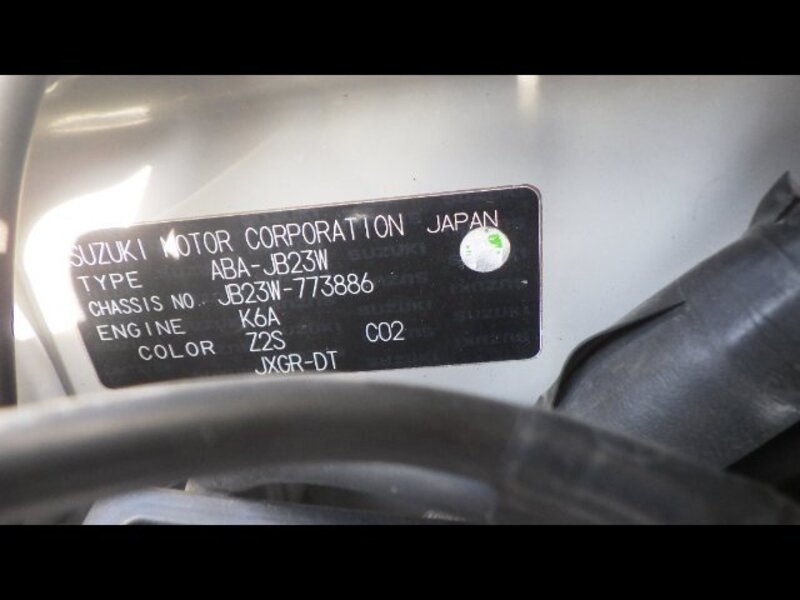 SUZUKI MOTOR CORPORATION JAPAN
TYPE ABA-JB23W
CHASSIS NO. JB23W-773886
ENGINE K6A
COLOR Z2S C02
JXGR-DT